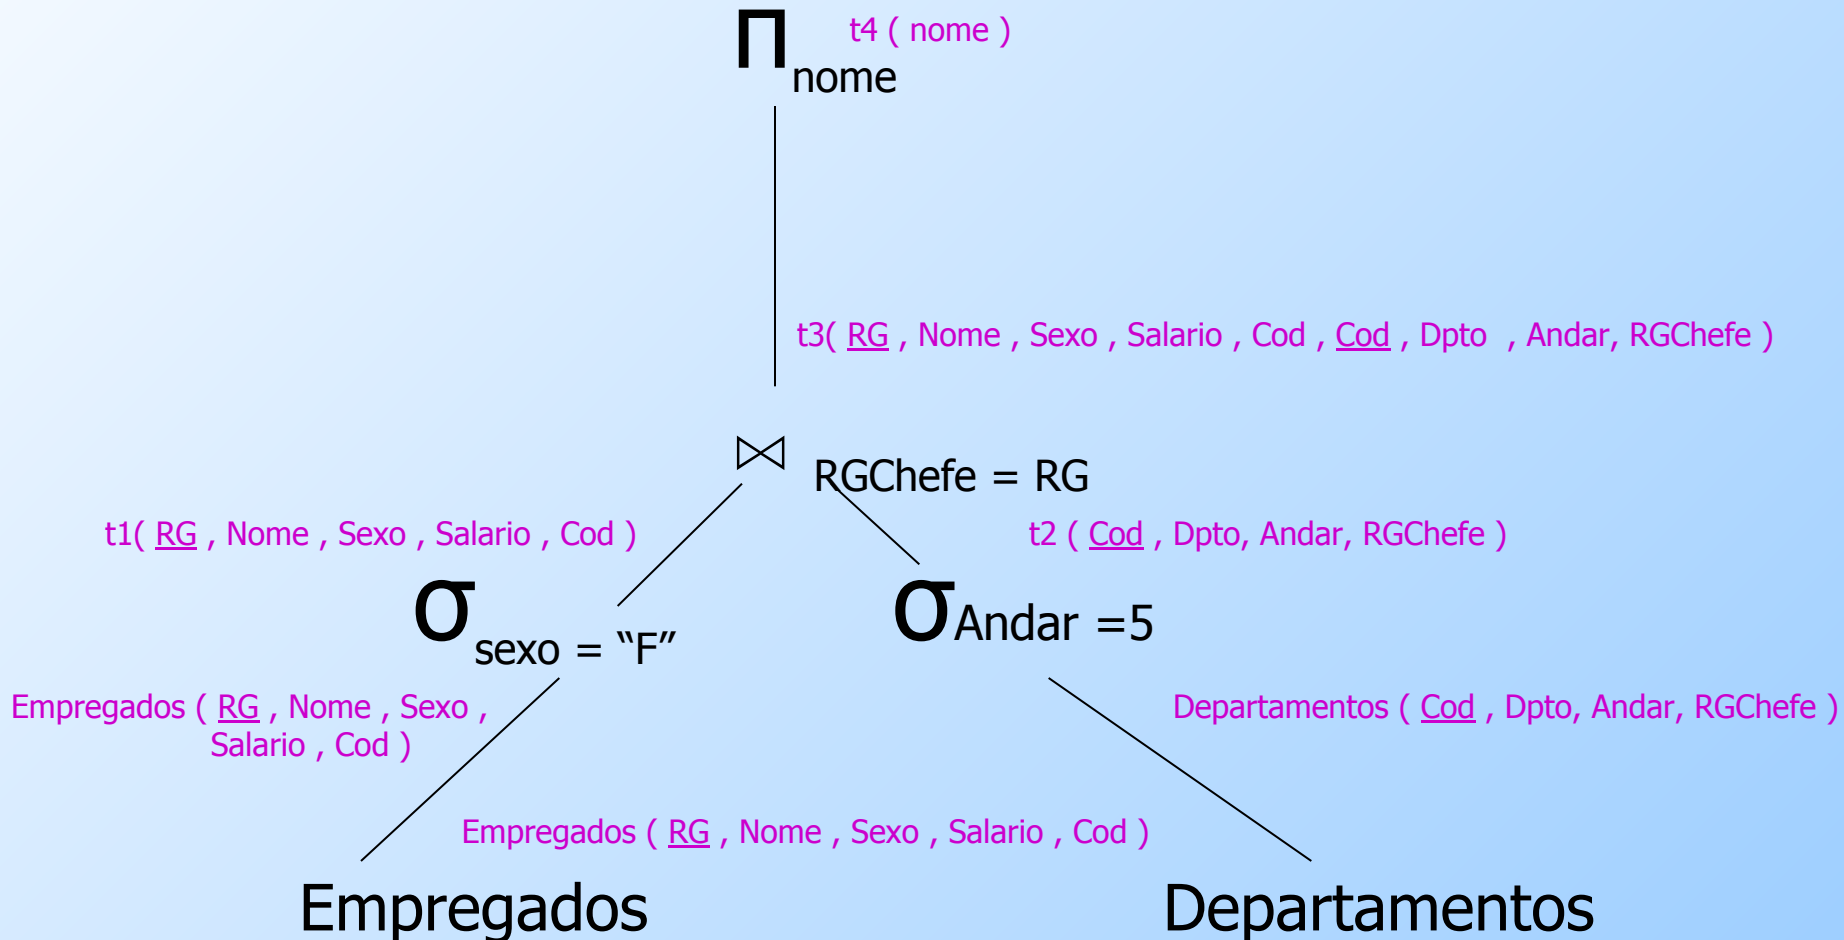 π t4 ( nome )
nome
t3( RG , Nome , Sexo , Salario , Cod , Cod , Dpto , Andar, RGChefe )
⋈ RGChefe = RG
t1( RG , Nome , Sexo , Salario , Cod ) t2 ( Cod , Dpto, Andar, RGChefe )
σ sexo = “F” σ Andar =5
Empregados ( RG , Nome , Sexo ,
Salario , Cod )
Departamentos ( Cod , Dpto, Andar, RGChefe )
Empregados ( RG , Nome , Sexo , Salario , Cod )
Empregados Departamentos